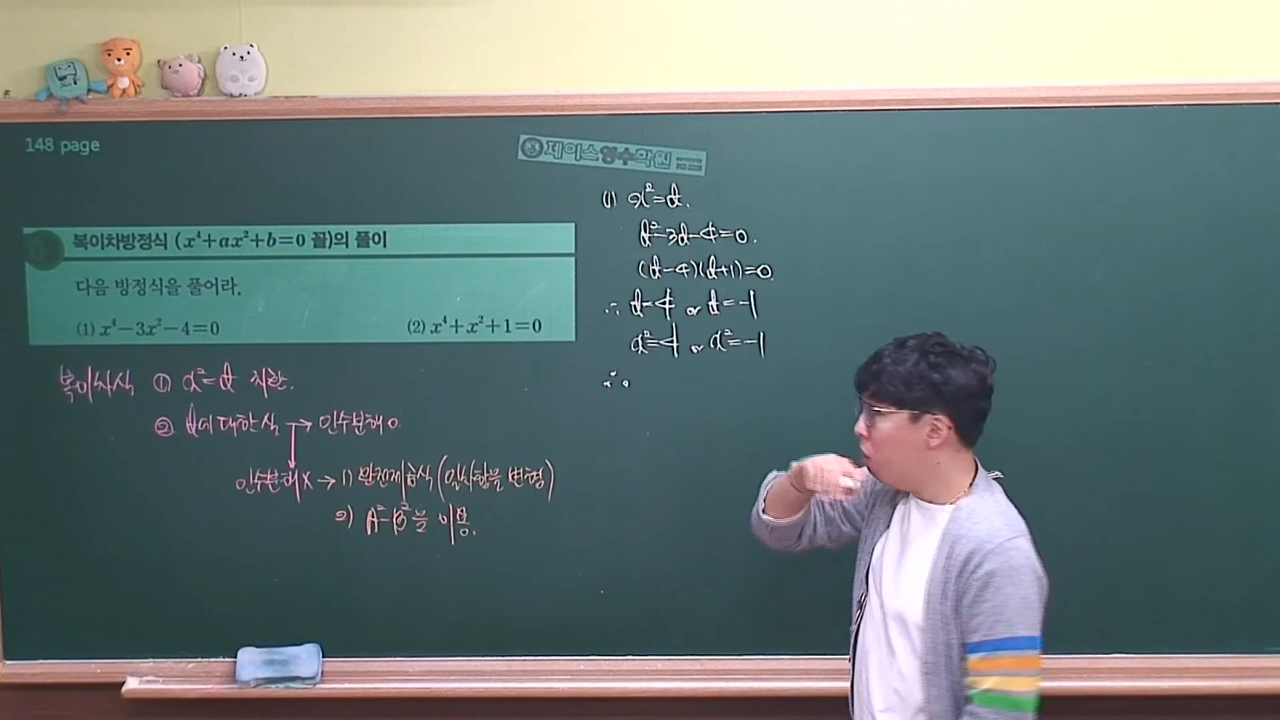 148 page
제이스영수학원
복이차방정식 (x⁴+ax²+b=0 꼴)의 풀이
다음 방정식을 풀어라.
(1) x⁴−3x²−4=0
(2) x⁴+x²+1=0
복이차식 ① x²=t 치환.
② t에 대한 식 → 인수분해 o.
인수분해 X → 1) 완전제곱식 (일차항을 변형)
2) A²-B²을 이용.
(1) x²=t.
t²-3t-4=0.
(t-4)(t+1)=0
∴ t=4 or t=-1
x²=4 or x²=-1
∴